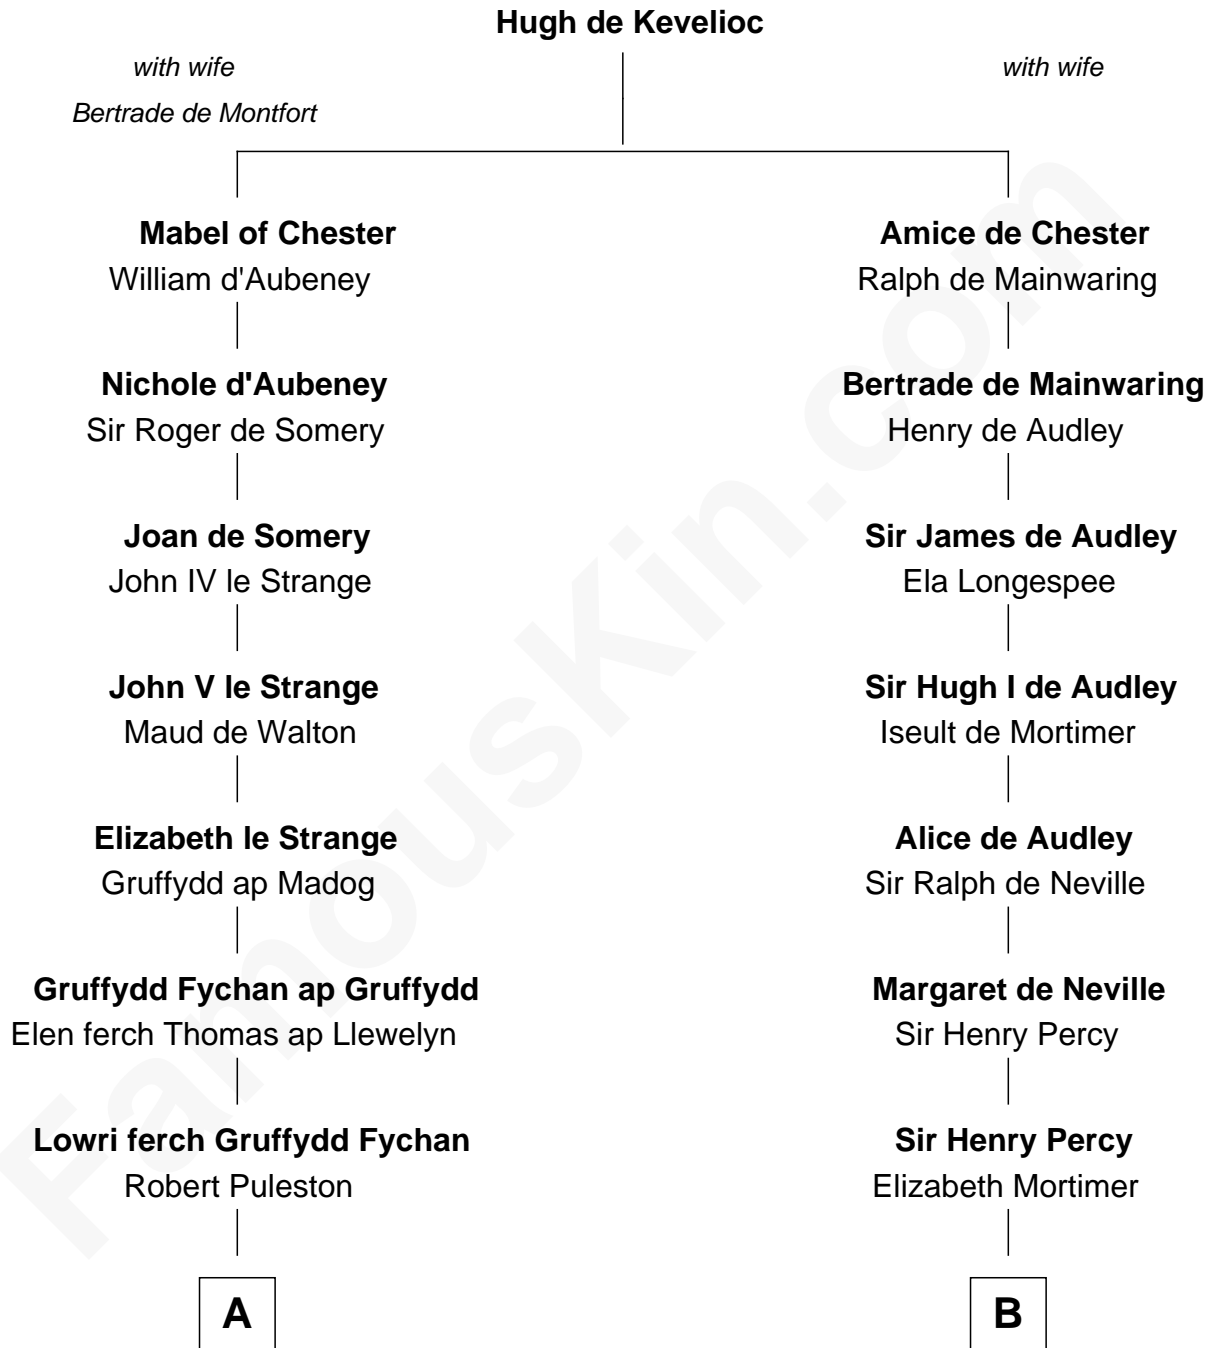 Hugh de Kevelioc
with wife
Bertrade de Montfort
with wife
Mabel of Chester
William d'Aubeney
Nichole d'Aubeney
Sir Roger de Somery
Joan de Somery
John IV le Strange
John V le Strange
Maud de Walton
Elizabeth le Strange
Gruffydd ap Madog
Gruffydd Fychan ap Gruffydd
Elen ferch Thomas ap Llewelyn
Lowri ferch Gruffydd Fychan
Robert Puleston
A
Amice de Chester
Ralph de Mainwaring
Bertrade de Mainwaring
Henry de Audley
Sir James de Audley
Ela Longespee
Sir Hugh I de Audley
Iseult de Mortimer
Alice de Audley
Sir Ralph de Neville
Margaret de Neville
Sir Henry Percy
Sir Henry Percy
Elizabeth Mortimer
B
FamousKin.com